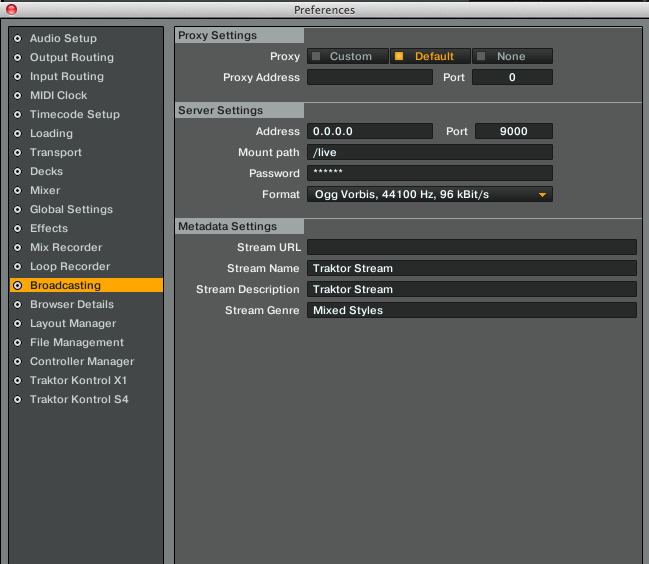 Preferences
Audio Setup
Output Routing
Input Routing
MIDI Clock
Timecode Setup
Loading
Transport
Decks
Mixer
Global Settings
Effects
Mix Recorder
Loop Recorder
Broadcasting
Browser Details
Layout Manager
File Management
Controller Manager
Traktor Kontrol X1
Traktor Kontrol S4
Proxy Settings
Proxy Custom Default None
Proxy Address Port 0
Server Settings
Address 0.0.0.0 Port 9000
Mount path /live
Password ******
Format Ogg Vorbis, 44100 Hz, 96 kBit/s
Metadata Settings
Stream URL
Stream Name Traktor Stream
Stream Description Traktor Stream
Stream Genre Mixed Styles